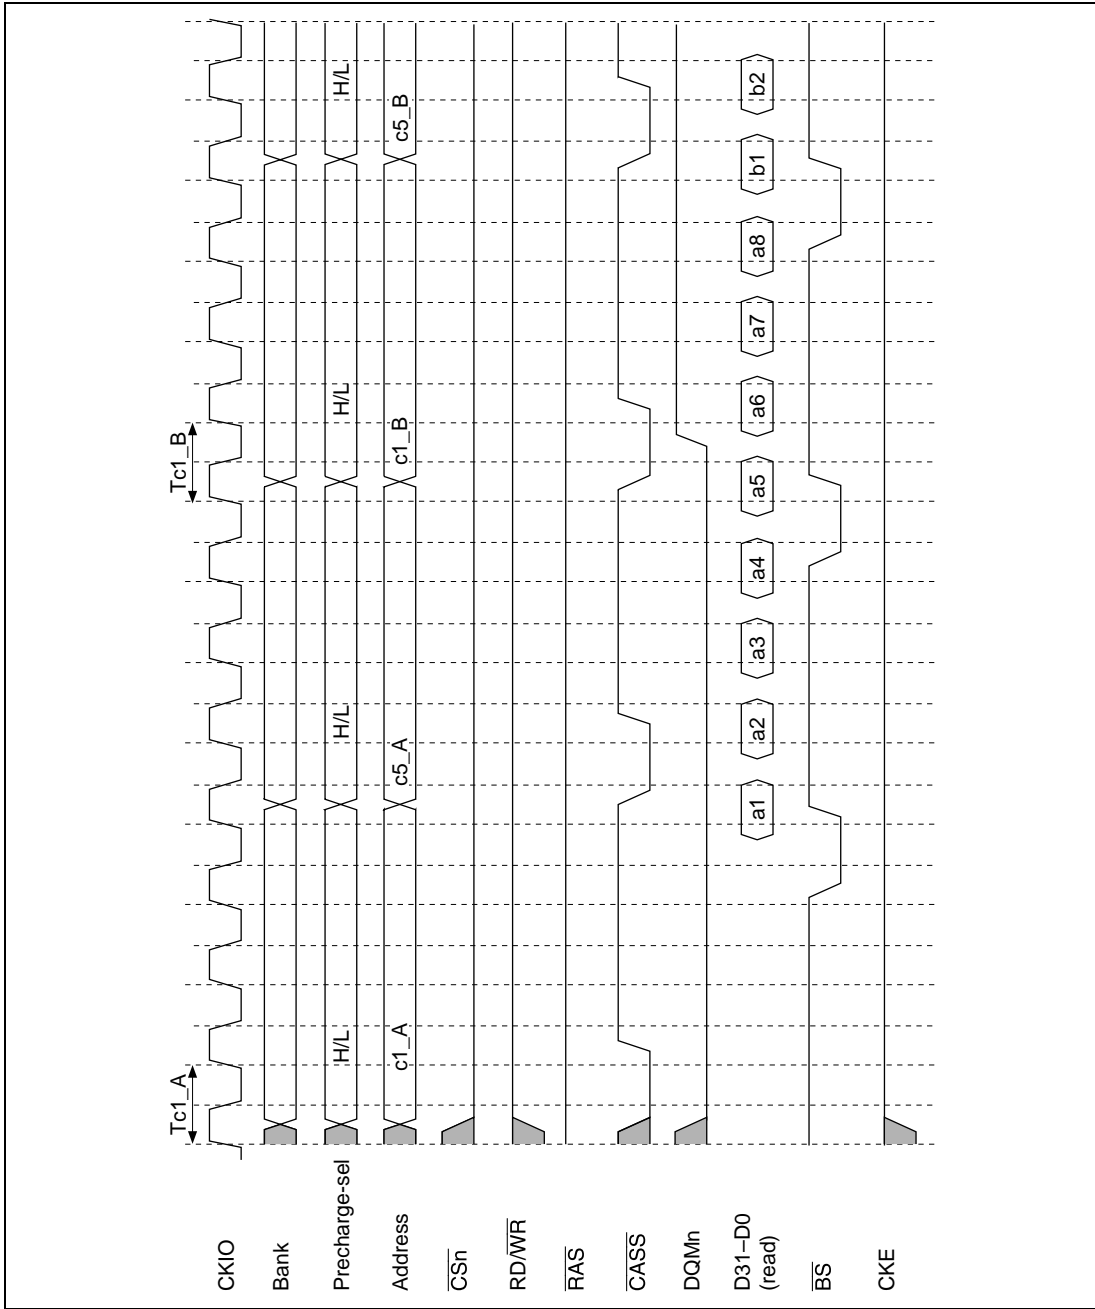 Tc1_A
Tc1_B
CKIO
Bank
Precharge-sel
H/L
H/L
H/L
H/L
Address
c1_A
c5_A
c1_B
c5_B
CSn
RD/WR
RAS
CASS
DQMn
D31–D0
(read)
a1
a2
a3
a4
a5
a6
a7
a8
b1
b2
BS
CKE